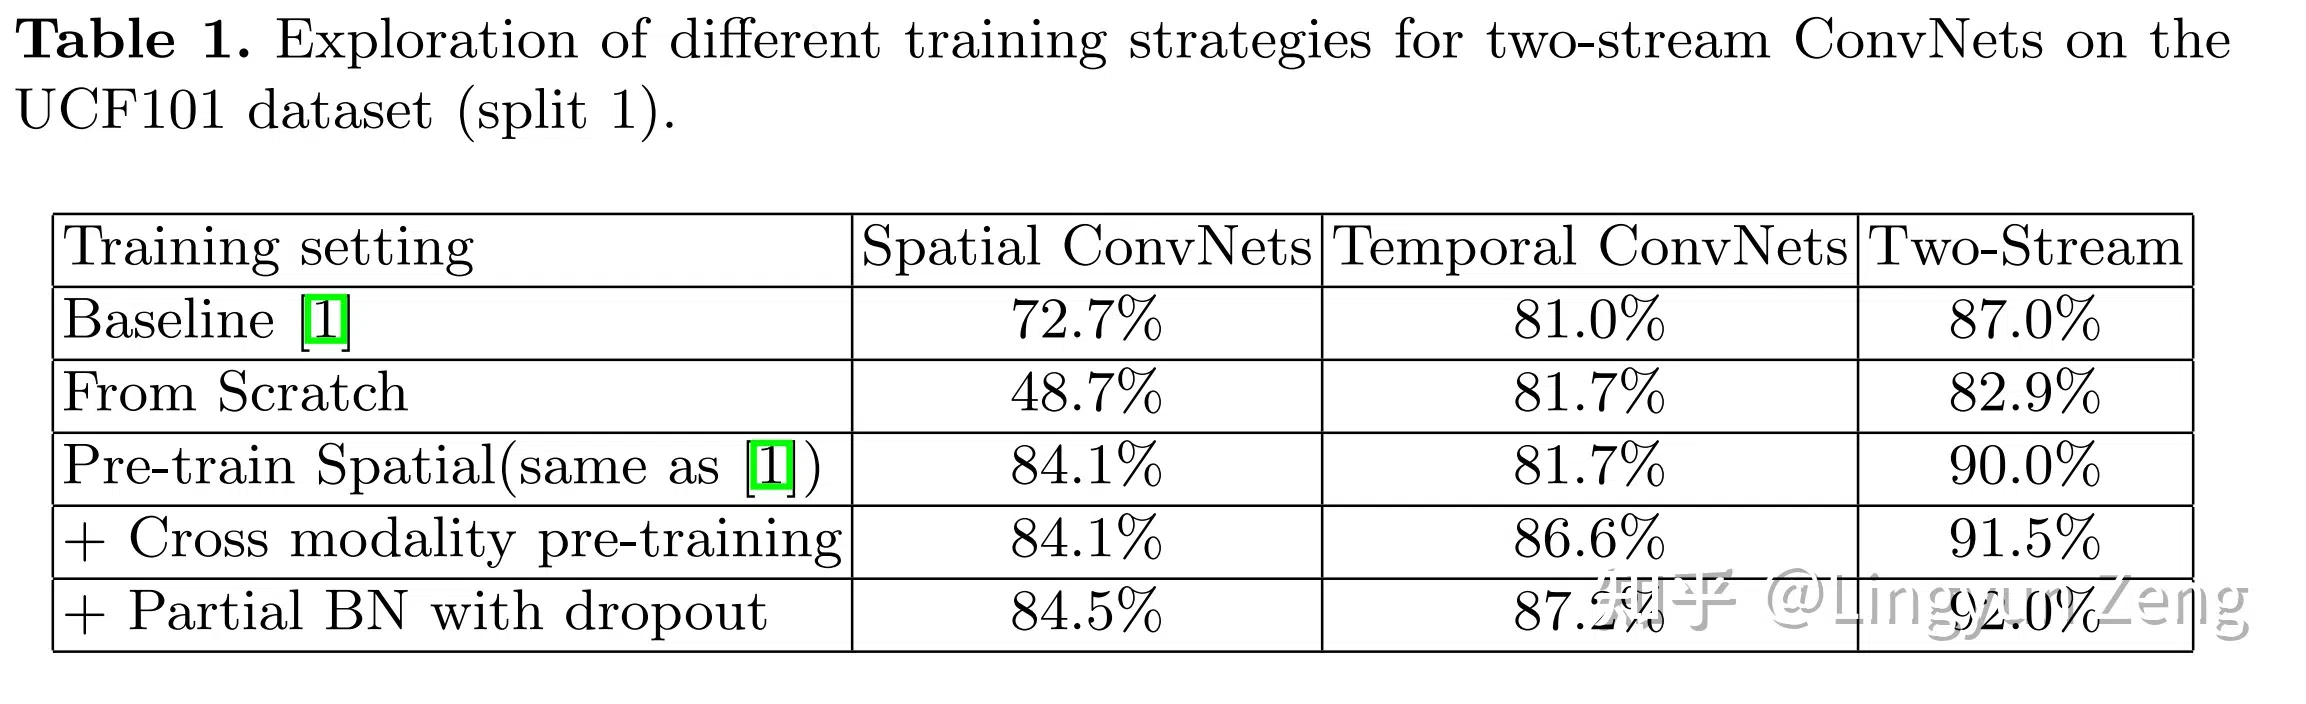 Table 1. Exploration of different training strategies for two-stream ConvNets on the
UCF101 dataset (split 1).
Training setting Spatial ConvNets Temporal ConvNets Two-Stream
Baseline [1] 72.7% 81.0% 87.0%
From Scratch 48.7% 81.7% 82.9%
Pre-train Spatial(same as [1]) 84.1% 81.7% 90.0%
+ Cross modality pre-training 84.1% 86.6% 91.5%
+ Partial BN with dropout 84.5% 87.2% 92.0%
知乎 @Lingyun Zeng